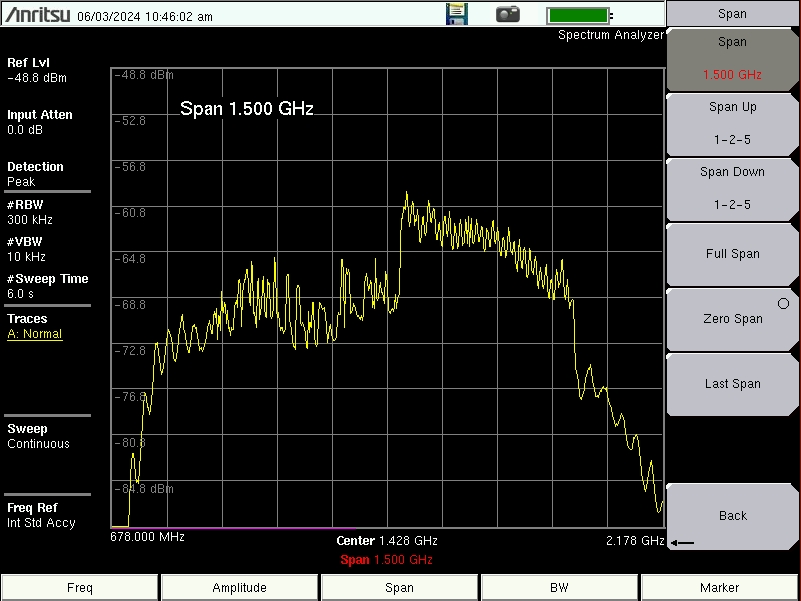 Anritsu 06/03/2024 10:46:02 am
Span
Spectrum Analyzer
Ref Lvl
-48.8 dBm
Input Atten
0.0 dB
Detection
Peak
#RBW
300 kHz
#VBW
10 kHz
#Sweep Time
6.0 s
Traces
A: Normal
Sweep
Continuous
Freq Ref
Int Std Accy
-48.8 dBm
Span 1.500 GHz
-52.8
-56.8
-60.8
-64.8
-68.8
-72.8
-76.8
-80.8
-84.8 dBm
678.000 MHz
Center 1.428 GHz
2.178 GHz
Span 1.500 GHz
Span
1.500 GHz
Span Up
1-2-5
Span Down
1-2-5
Full Span
Zero Span
Last Span
Back
Freq
Amplitude
Span
BW
Marker